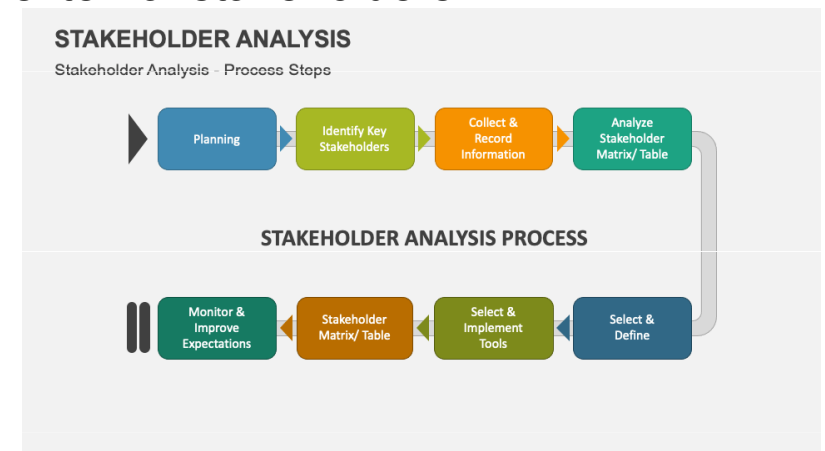 STAKEHOLDER ANALYSIS
Stakeholder Analysis - Process Steps
Planning
Identify Key
Stakeholders
Collect &
Record
Information
Analyze
Stakeholder
Matrix/ Table
STAKEHOLDER ANALYSIS PROCESS
Monitor &
Improve
Expectations
Stakeholder
Matrix/ Table
Select &
Implement
Tools
Select &
Define